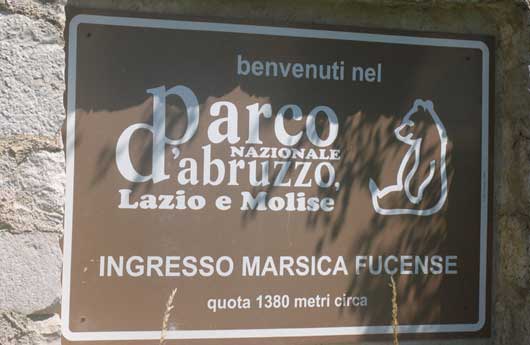 benvenuti nel
Parco
NAZIONALE
d'abruzzo,
Lazio e Molise
INGRESSO MARSICA FUCENSE
quota 1380 metri circa